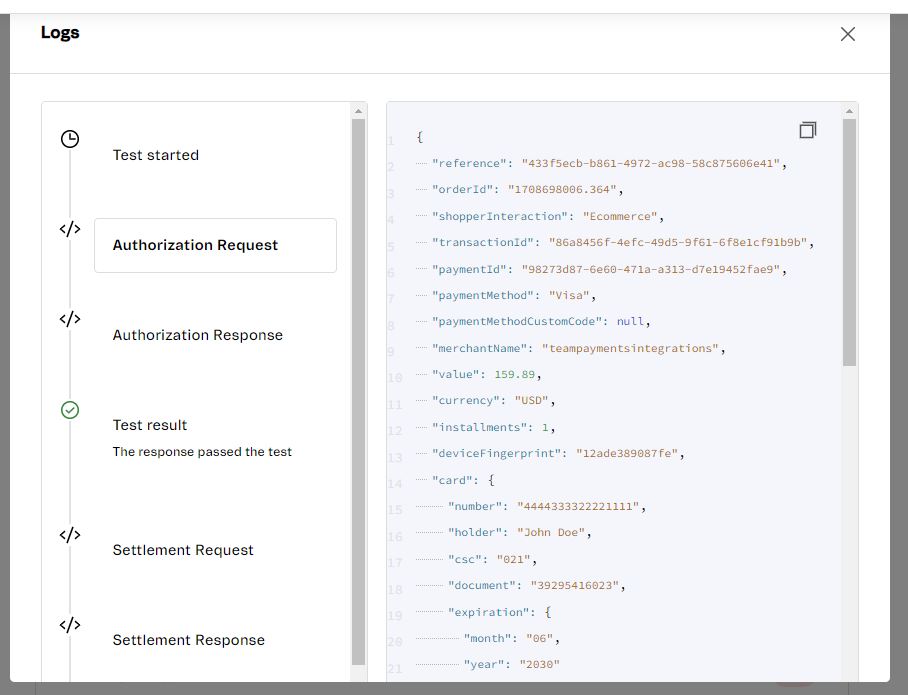 Logs
Test started
Authorization Request
Authorization Response
Test result
The response passed the test
Settlement Request
Settlement Response
1 {
2 "reference": "433f5ecb-b861-4972-ac98-58c875606e41",
3 "orderId": "1708698006.364",
4 "shopperInteraction": "Ecommerce",
5 "transactionId": "86a8456f-4efc-49d5-9f61-6f8e1cf91b9b",
6 "paymentId": "98273d87-6e60-471a-a313-d7e19452fae9",
7 "paymentMethod": "Visa",
8 "paymentMethodCustomCode": null,
9 "merchantName": "teampaymentsintegrations",
10 "value": 159.89,
11 "currency": "USD",
12 "installments": 1,
13 "deviceFingerprint": "12ade389087fe",
14 "card": {
15 "number": "4444333322221111",
16 "holder": "John Doe",
17 "csc": "021",
18 "document": "39295416023",
19 "expiration": {
20 "month": "06",
21 "year": "2030"